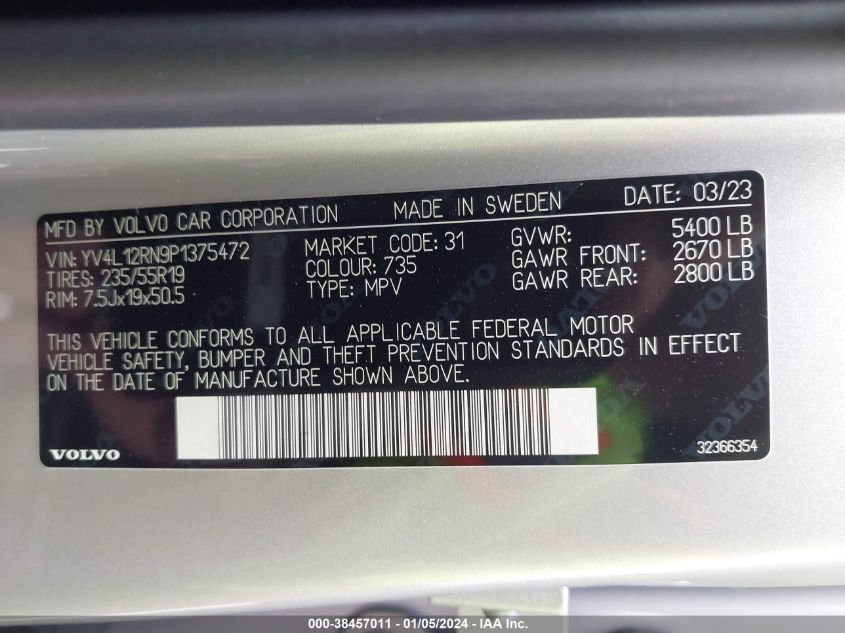 MFD BY VOLVO CAR CORPORATION MADE IN SWEDEN DATE: 03/23
VIN: YV4L12RN9P1375472 MARKET CODE: 31 GVWR: 5400 LB
TIRES: 235/55R19 COLOUR: 735 GAWR FRONT: 2670 LB
RIM: 7.5Jx19x50.5 TYPE: MPV GAWR REAR: 2800 LB
THIS VEHICLE CONFORMS TO ALL APPLICABLE FEDERAL MOTOR
VEHICLE SAFETY, BUMPER AND THEFT PREVENTION STANDARDS IN EFFECT
ON THE DATE OF MANUFACTURE SHOWN ABOVE.
VOLVO 32366354
000-38457011 - 01/05/2024 - IAA Inc.